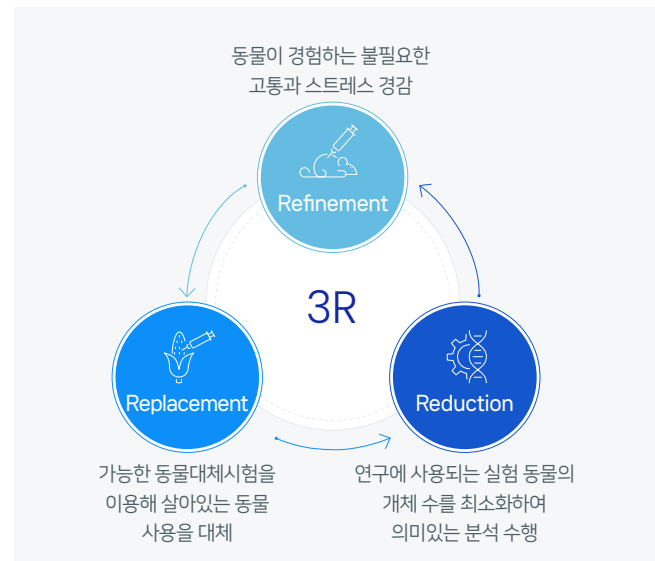 동물이 경험하는 불필요한
고통과 스트레스 경감
Refinement
3R
Replacement
가능한 동물대체시험을
이용해 살아있는 동물
사용을 대체
Reduction
연구에 사용되는 실험 동물의
개체 수를 최소화하여
의미있는 분석 수행